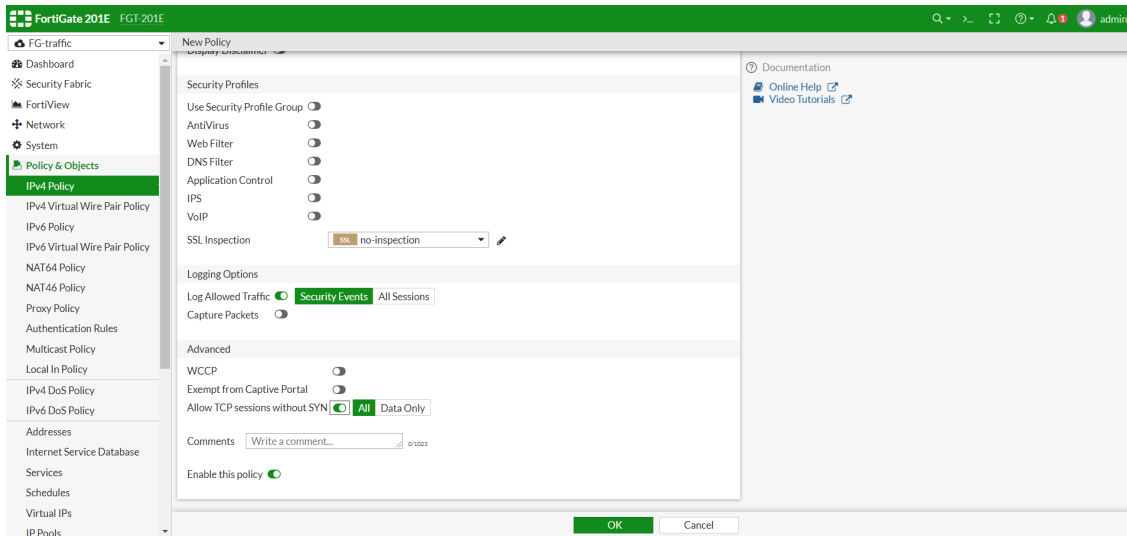 FortiGate 201E FGT-201E
admin
1
FG-traffic
New Policy
Dashboard
Display Disclaimer
Documentation
Security Fabric
Security Profiles
Online Help
FortiView
Use Security Profile Group
Video Tutorials
Network
AntiVirus
System
Web Filter
Policy & Objects
DNS Filter
IPv4 Policy
Application Control
IPv4 Virtual Wire Pair Policy
IPS
IPv6 Policy
VoIP
IPv6 Virtual Wire Pair Policy
SSL Inspection SSL no-inspection
NAT64 Policy
Logging Options
NAT46 Policy
Log Allowed Traffic Security Events All Sessions
Proxy Policy
Capture Packets
Authentication Rules
Multicast Policy
Advanced
Local In Policy
WCCP
IPv4 DoS Policy
Exempt from Captive Portal
IPv6 DoS Policy
Allow TCP sessions without SYN All Data Only
Addresses
Comments Write a comment... 0/1023
Internet Service Database
Services
Enable this policy
Schedules
Virtual IPs
IP Pools
OK Cancel